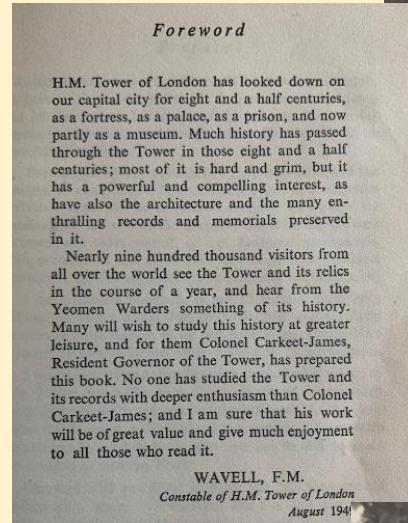 Foreword
H.M. Tower of London has looked down on
our capital city for eight and a half centuries,
as a fortress, as a palace, as a prison, and now
partly as a museum. Much history has passed
through the Tower in those eight and a half
centuries; most of it is hard and grim, but it
has a powerful and compelling interest, as
have also the architecture and the many en-
thralling records and memorials preserved
in it.
Nearly nine hundred thousand visitors from
all over the world see the Tower and its relics
in the course of a year, and hear from the
Yeomen Warders something of its history.
Many will wish to study this history at greater
leisure, and for them Colonel Carkeet-James,
Resident Governor of the Tower, has prepared
this book. No one has studied the Tower and
its records with deeper enthusiasm than Colonel
Carkeet-James; and I am sure that his work
will be of great value and give much enjoyment
to all those who read it.
WAVELL, F.M.
Constable of H.M. Tower of London
August